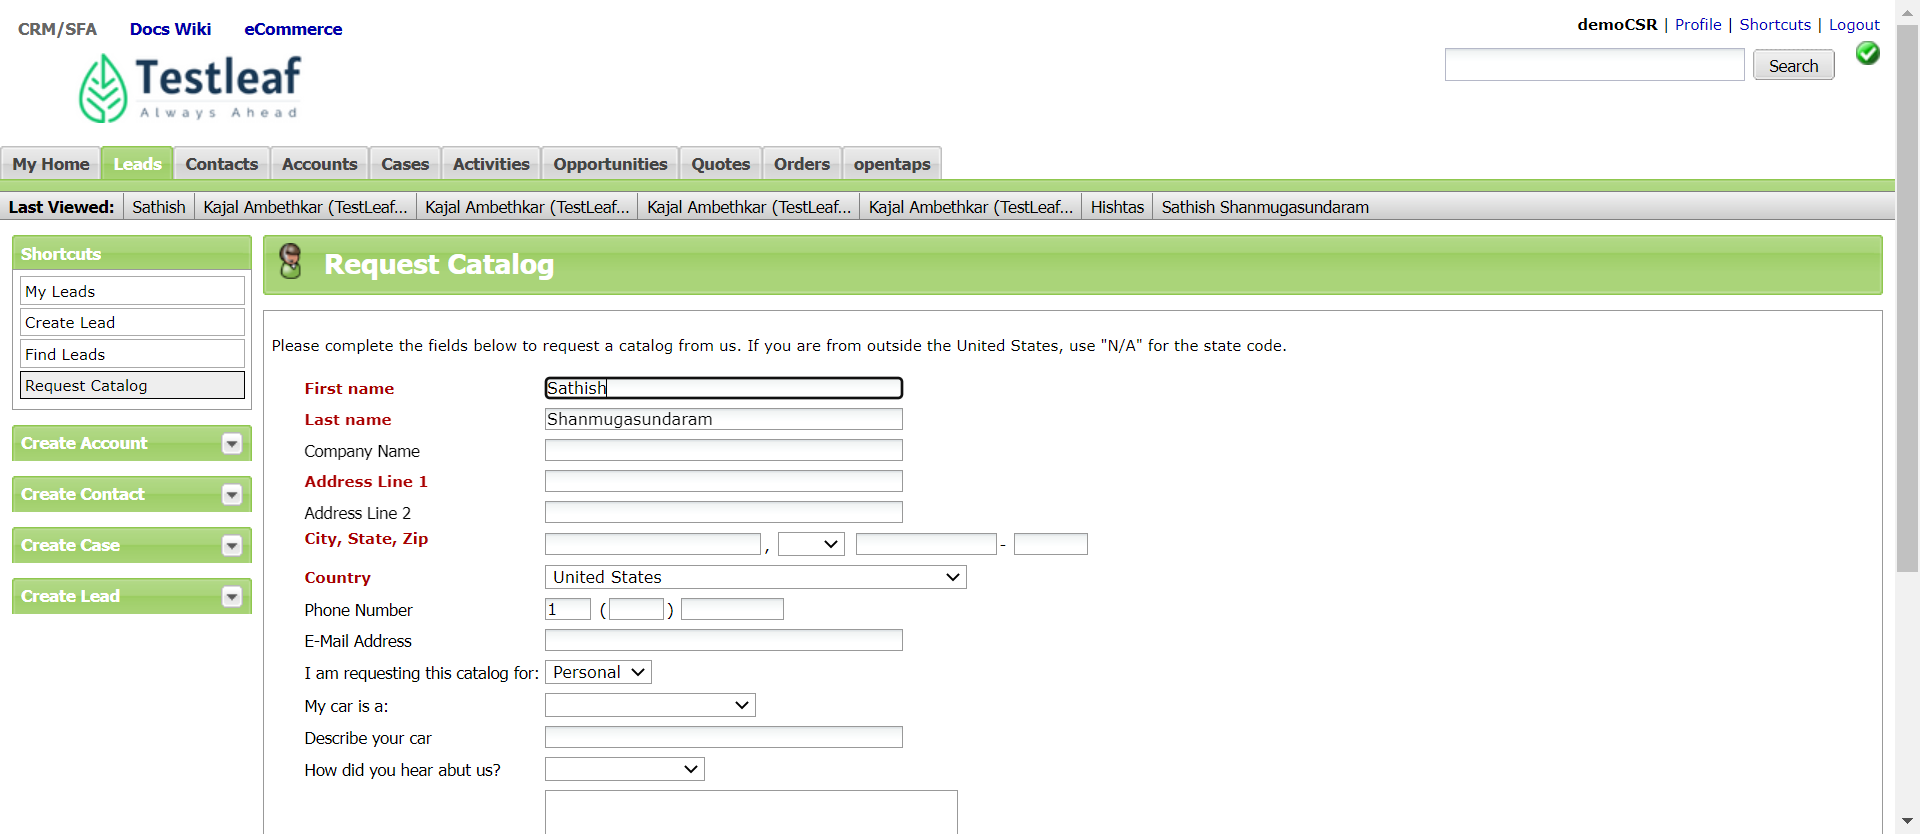 CRM/SFA Docs Wiki eCommerce
demoCSR | Profile | Shortcuts | Logout
Testleaf
Always Ahead
Search
My Home Leads Contacts Accounts Cases Activities Opportunities Quotes Orders opentaps
Last Viewed: Sathish Kajal Ambethkar (TestLeaf... Kajal Ambethkar (TestLeaf... Kajal Ambethkar (TestLeaf... Kajal Ambethkar (TestLeaf... Hishtas Sathish Shanmugasundaram
Shortcuts
My Leads
Create Lead
Find Leads
Request Catalog
Create Account
Create Contact
Create Case
Create Lead
Request Catalog
Please complete the fields below to request a catalog from us. If you are from outside the United States, use "N/A" for the state code.
First name Sathish
Last name Shanmugasundaram
Company Name
Address Line 1
Address Line 2
City, State, Zip , -
Country United States
Phone Number 1 ( )
E-Mail Address
I am requesting this catalog for: Personal
My car is a:
Describe your car
How did you hear abut us?